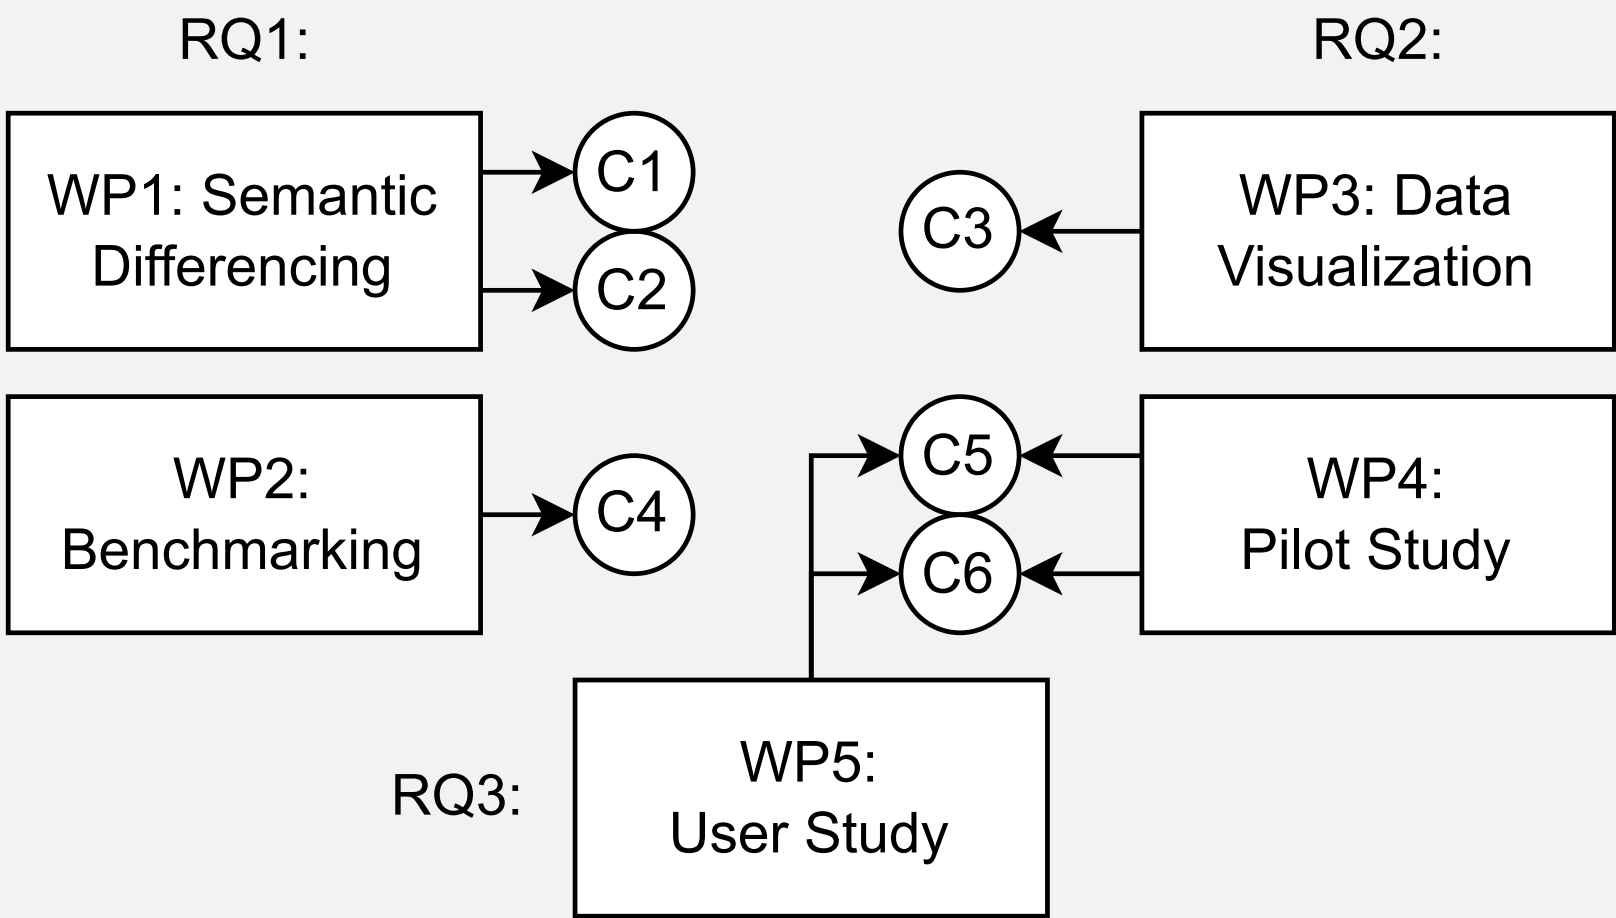 RQ1:
RQ2:
WP1: Semantic
Differencing
C1
C2
C3
WP3: Data
Visualization
WP2:
Benchmarking
C4
C5
C6
WP4:
Pilot Study
RQ3:
WP5:
User Study